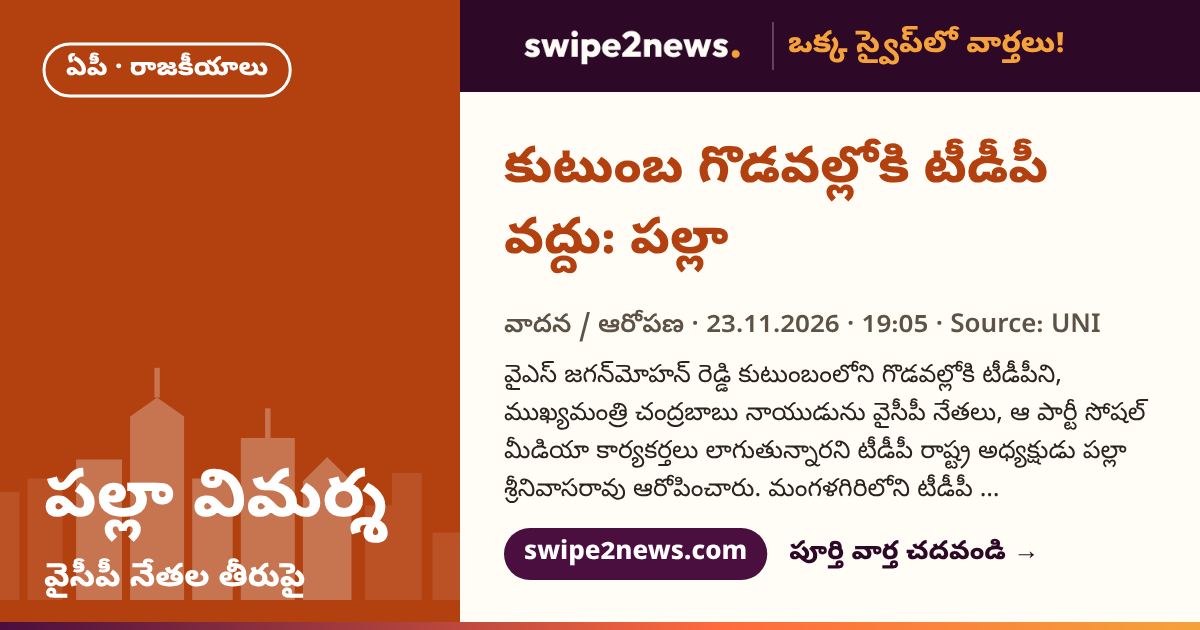 ఏపీ · రాజకీయాలు
పల్లా విమర్శ
వైసీపీ నేతల తీరుపై
swipe2news. ఒక్క స్వైప్‌లో వార్తలు!
కుటుంబ గొడవల్లోకి టీడీపీ
వద్దు: పల్లా
వాదన / ఆరోపణ · 23.11.2026 · 19:05 · Source: UNI
వైఎస్ జగన్‌మోహన్ రెడ్డి కుటుంబంలోని గొడవల్లోకి టీడీపీని,
ముఖ్యమంత్రి చంద్రబాబు నాయుడును వైసీపీ నేతలు, ఆ పార్టీ సోషల్
మీడియా కార్యకర్తలు లాగుతున్నారని టీడీపీ రాష్ట్ర అధ్యక్షుడు పల్లా
శ్రీనివాసరావు ఆరోపించారు. మంగళగిరిలోని టీడీపీ ...
swipe2news.com పూర్తి వార్త చదవండి →